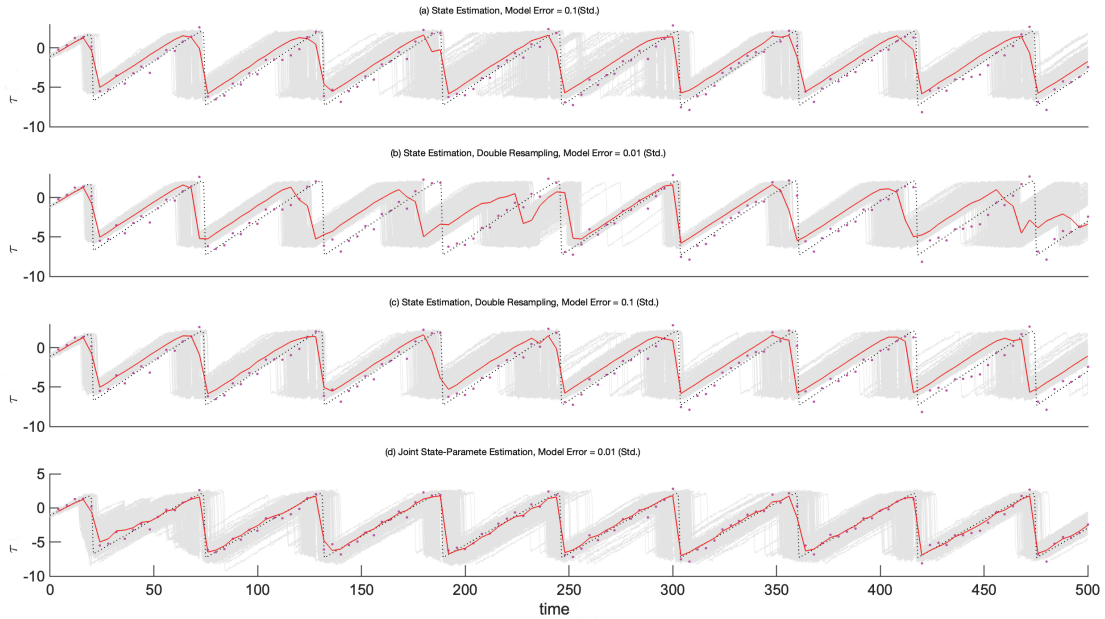 (a) State Estimation, Model Error = 0.1(Std.)
0
-5
-10
τ
(b) State Estimation, Double Resampling, Model Error = 0.01 (Std.)
0
-5
-10
τ
(c) State Estimation, Double Resampling, Model Error = 0.1 (Std.)
0
-5
-10
τ
(d) Joint State-Paramete Estimation, Model Error = 0.01 (Std.)
5
0
-5
-10
τ
0 50 100 150 200 250 300 350 400 450 500
time